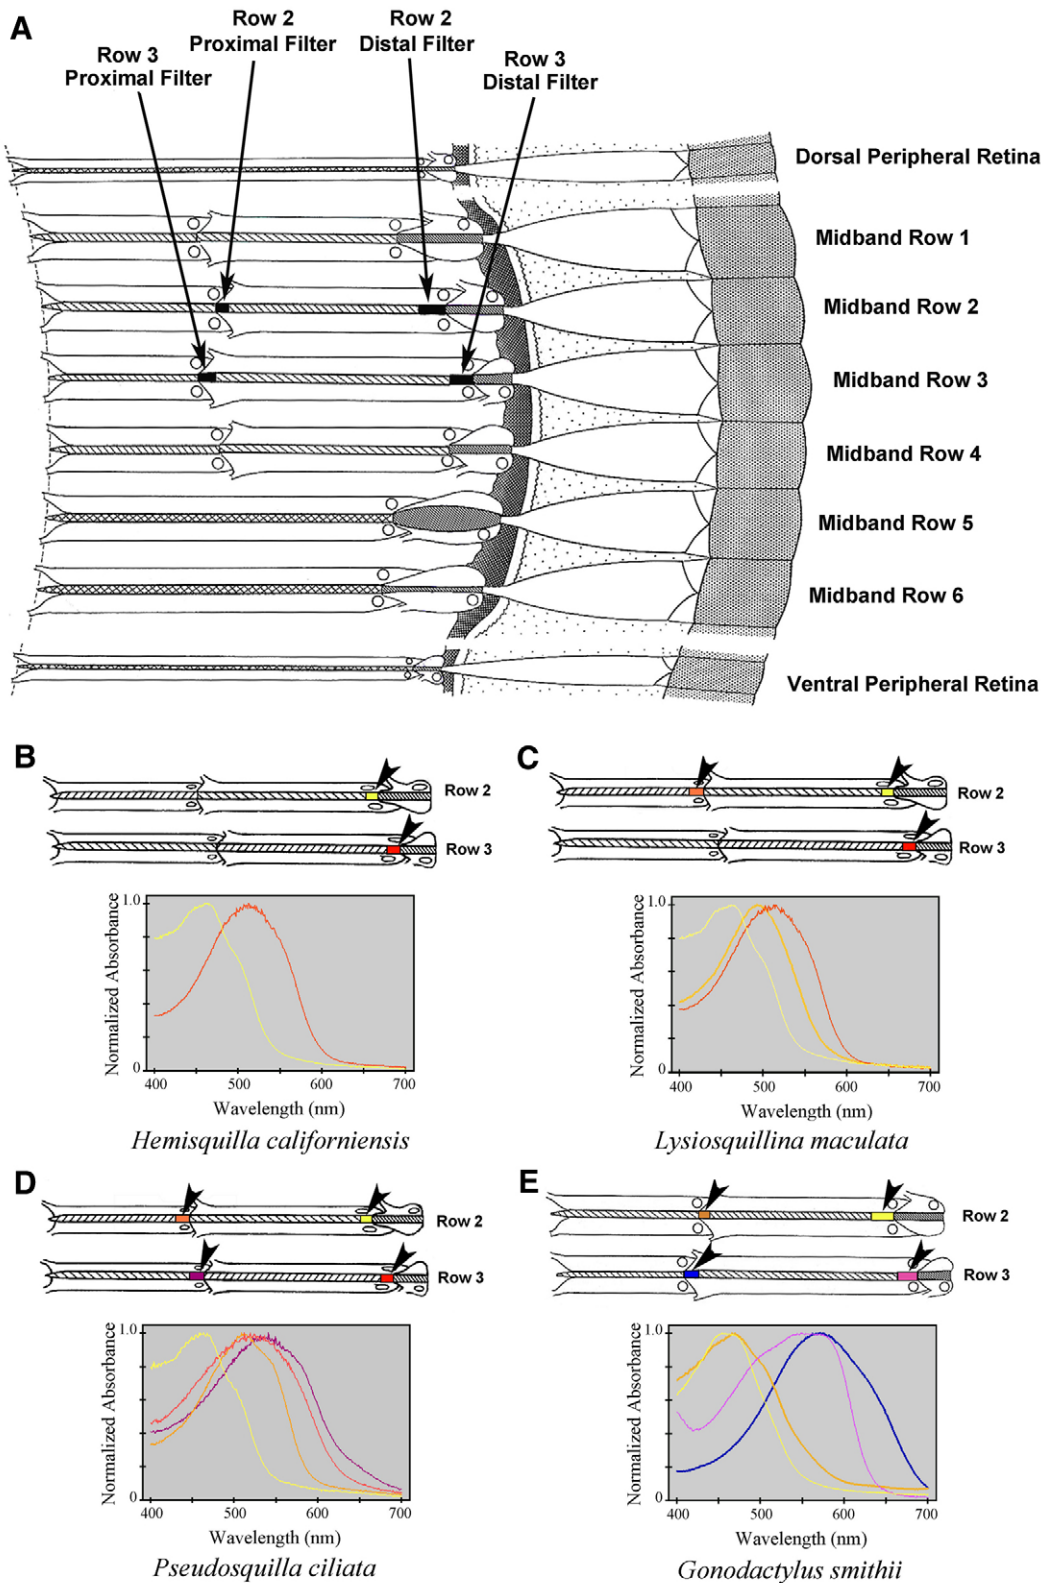 A
Row 2
Proximal Filter
Row 2
Distal Filter
Row 3
Proximal Filter
Row 3
Distal Filter
Dorsal Peripheral Retina
Midband Row 1
Midband Row 2
Midband Row 3
Midband Row 4
Midband Row 5
Midband Row 6
Ventral Peripheral Retina
B
Row 2
Row 3
Normalized Absorbance
1.0
0
400
500
600
700
Wavelength (nm)
Hemisquilla californiensis
C
Row 2
Row 3
Normalized Absorbance
1.0
0
400
500
600
700
Wavelength (nm)
Lysiosquillina maculata
D
Row 2
Row 3
Normalized Absorbance
1.0
0
400
500
600
700
Wavelength (nm)
Pseudosquilla ciliata
E
Row 2
Row 3
Normalized Absorbance
1.0
0
400
500
600
700
Wavelength (nm)
Gonodactylus smithii